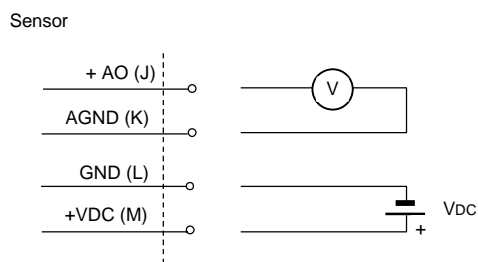 Sensor
+ AO (J)
V
AGND (K)
GND (L)
+VDC (M)
VDC
+